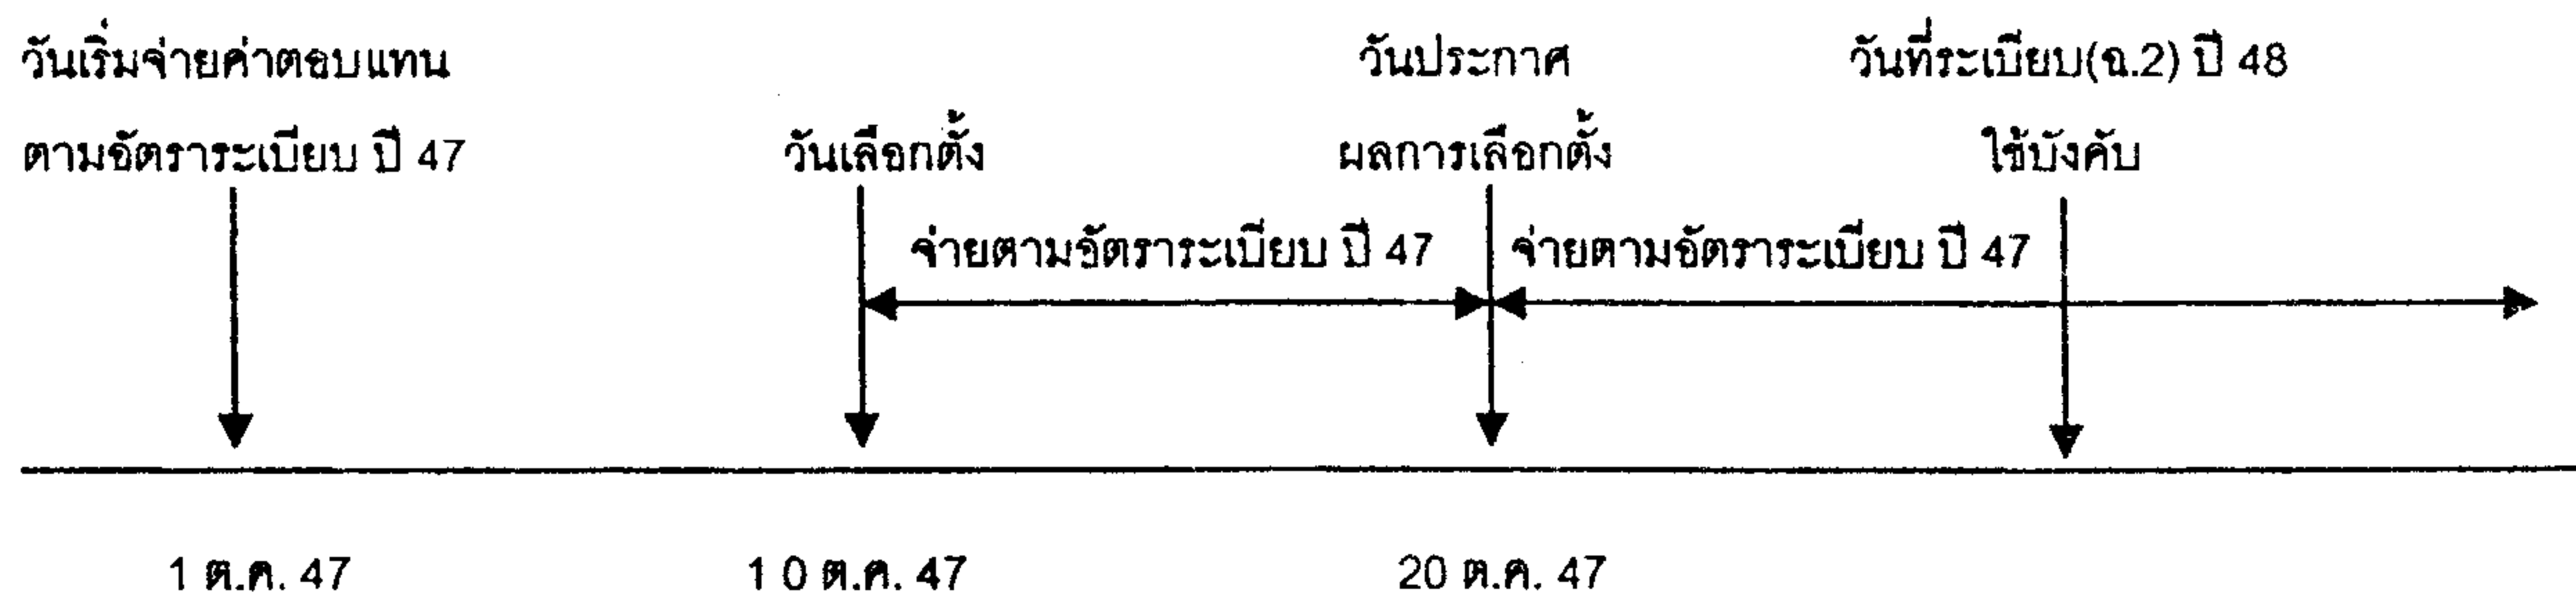 วันเริ่มจ่ายค่าตอบแทน
ตามอัตราระเบียบ ปี 47
วันเลือกตั้ง
วันประกาศ
ผลการเลือกตั้ง
วันที่ระเบียบ(ฉ.2) ปี 48
ใช้บังคับ
จ่ายตามอัตราระเบียบ ปี 47
จ่ายตามอัตราระเบียบ ปี 47
1 ต.ค. 47
1 0 ต.ค. 47
20 ต.ค. 47